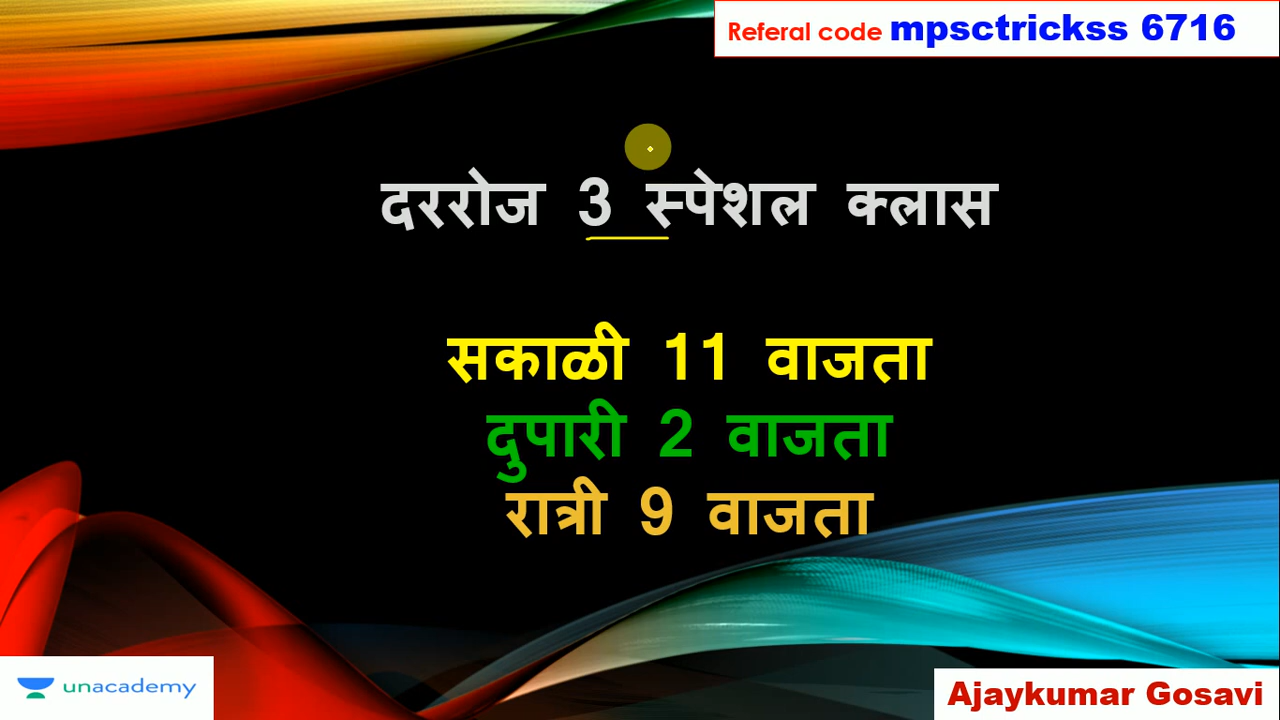 Referal code mpsctrickss 6716
दररोज 3 स्पेशल क्लास
सकाळी 11 वाजता
दुपारी 2 वाजता
रात्री 9 वाजता
unacademy
Ajaykumar Gosavi